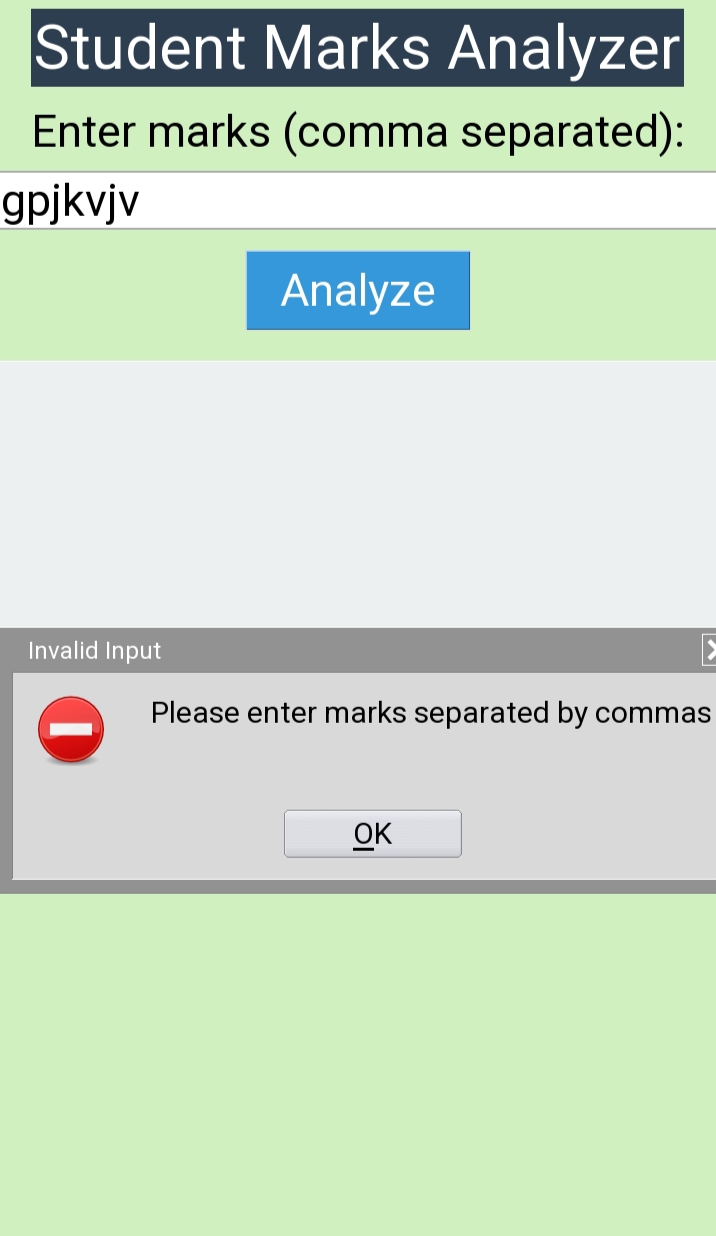 Student Marks Analyzer
Enter marks (comma separated):
gpjkvjv
Analyze
Invalid Input
Please enter marks separated by commas
OK